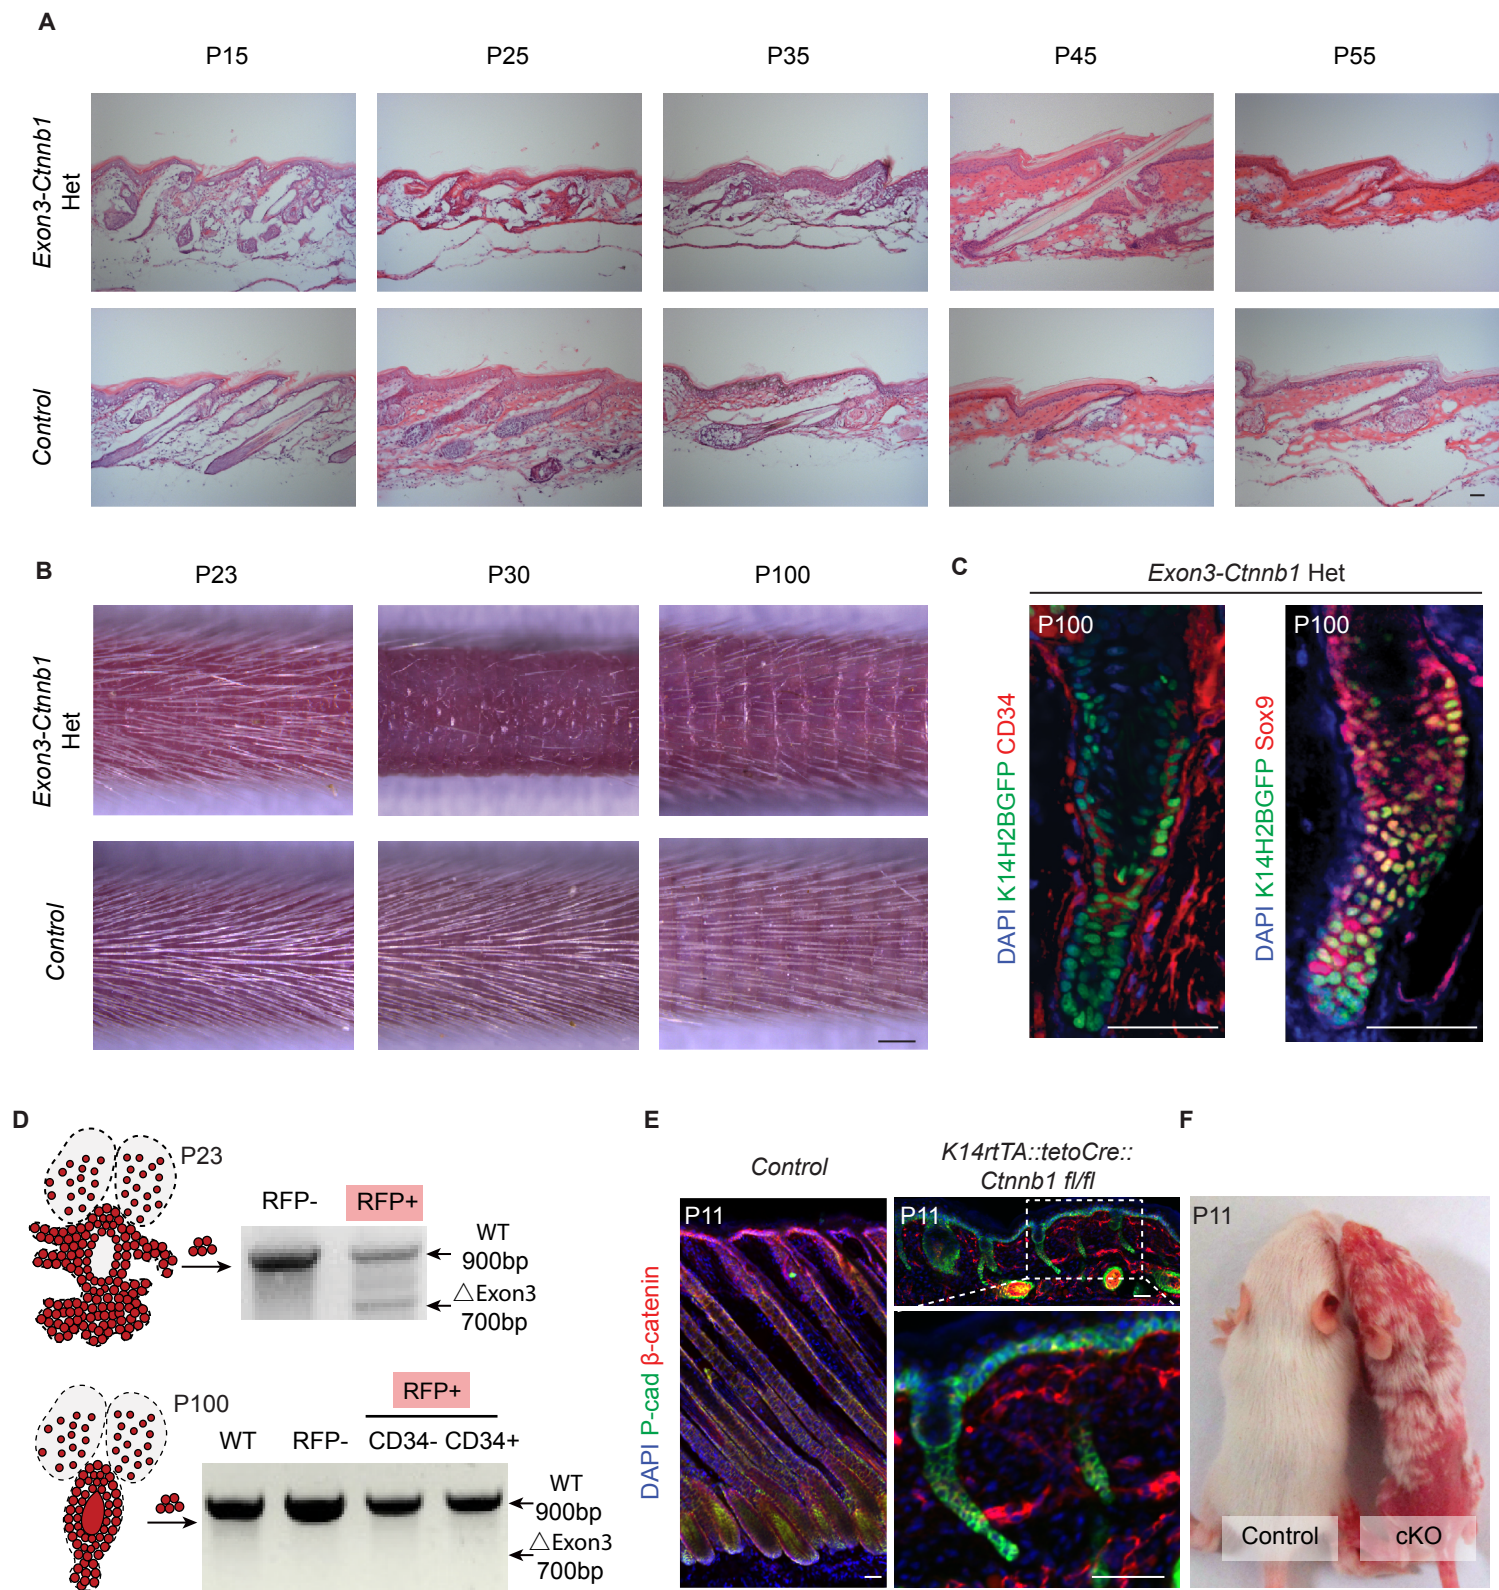 A
P15 P25 P35 P45 P55
Exon3-Ctnnb1
Het
Control
B
P23 P30 P100
Exon3-Ctnnb1
Het
Control
C
Exon3-Ctnnb1 Het
P100
DAPI K14H2BGFP CD34
P100
DAPI K14H2BGFP Sox9
D
P23
RFP- RFP+
WT
900bp
△Exon3
700bp
P100
RFP+
WT RFP- CD34- CD34+
WT
900bp
△Exon3
700bp
E
Control
K14rtTA::tetoCre::
Ctnnb1 fl/fl
P11
P11
DAPI P-cad β-catenin
F
P11
Control
cKO